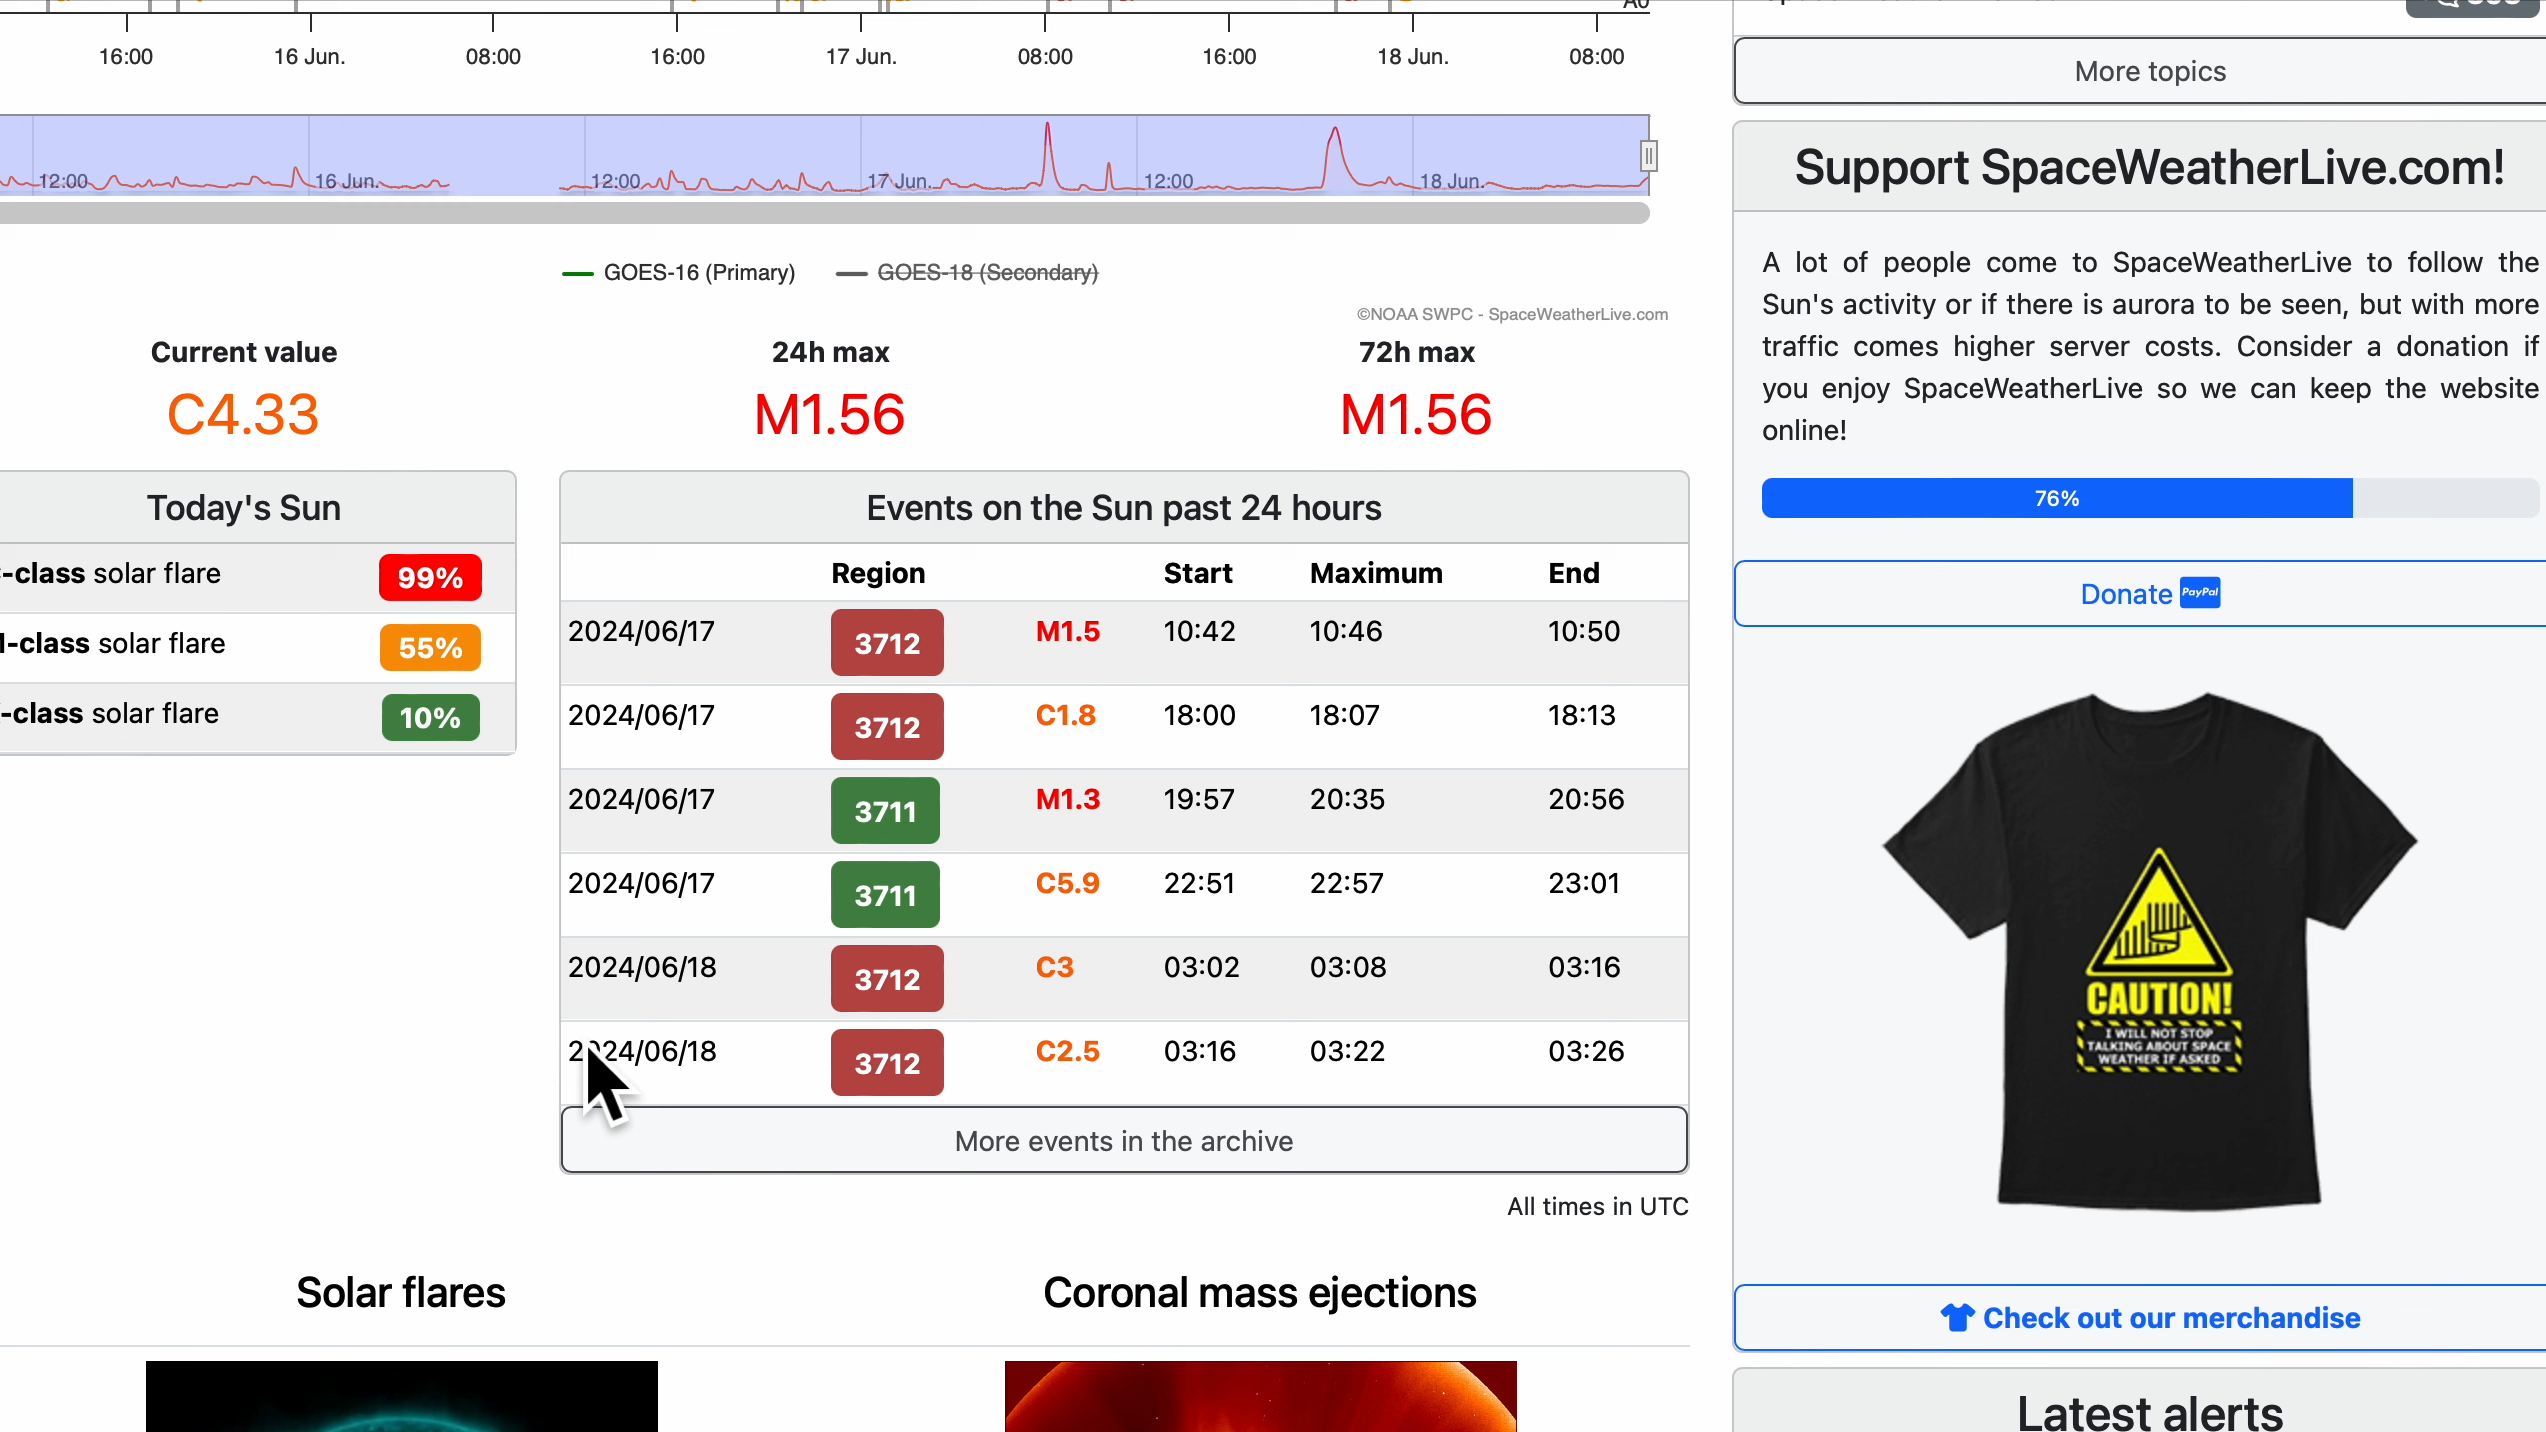 16:00 16 Jun. 08:00 16:00 17 Jun. 08:00 16:00 18 Jun. 08:00
More topics
12:00 16 Jun. 12:00 17 Jun. 12:00 18 Jun.
GOES-16 (Primary) GOES-18 (Secondary)
©NOAA SWPC - SpaceWeatherLive.com
Current value 24h max 72h max
C4.33 M1.56 M1.56
Today's Sun
-class solar flare 99%
-class solar flare 55%
-class solar flare 10%
Events on the Sun past 24 hours
Region Start Maximum End
2024/06/17 3712 M1.5 10:42 10:46 10:50
2024/06/17 3712 C1.8 18:00 18:07 18:13
2024/06/17 3711 M1.3 19:57 20:35 20:56
2024/06/17 3711 C5.9 22:51 22:57 23:01
2024/06/18 3712 C3 03:02 03:08 03:16
2024/06/18 3712 C2.5 03:16 03:22 03:26
More events in the archive
All times in UTC
Solar flares Coronal mass ejections
Support SpaceWeatherLive.com!
A lot of people come to SpaceWeatherLive to follow the
Sun's activity or if there is aurora to be seen, but with more
traffic comes higher server costs. Consider a donation if
you enjoy SpaceWeatherLive so we can keep the website
online!
76%
Donate PayPal
CAUTION!
I WILL NOT STOP
TALKING ABOUT SPACE
WEATHER IF ASKED
Check out our merchandise
Latest alerts